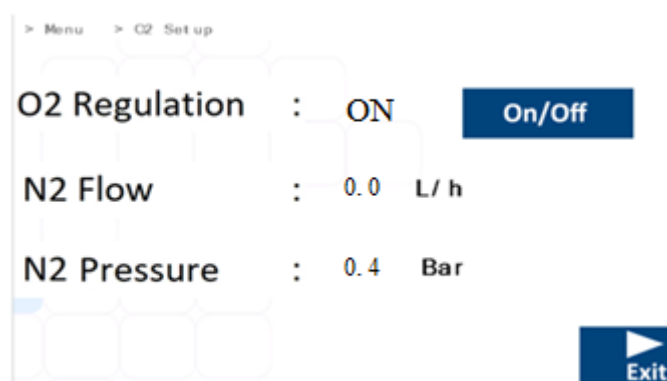 > Menu > O2 Set up
O2 Regulation : ON On/Off
N2 Flow : 0.0 L/h
N2 Pressure : 0.4 Bar
Exit